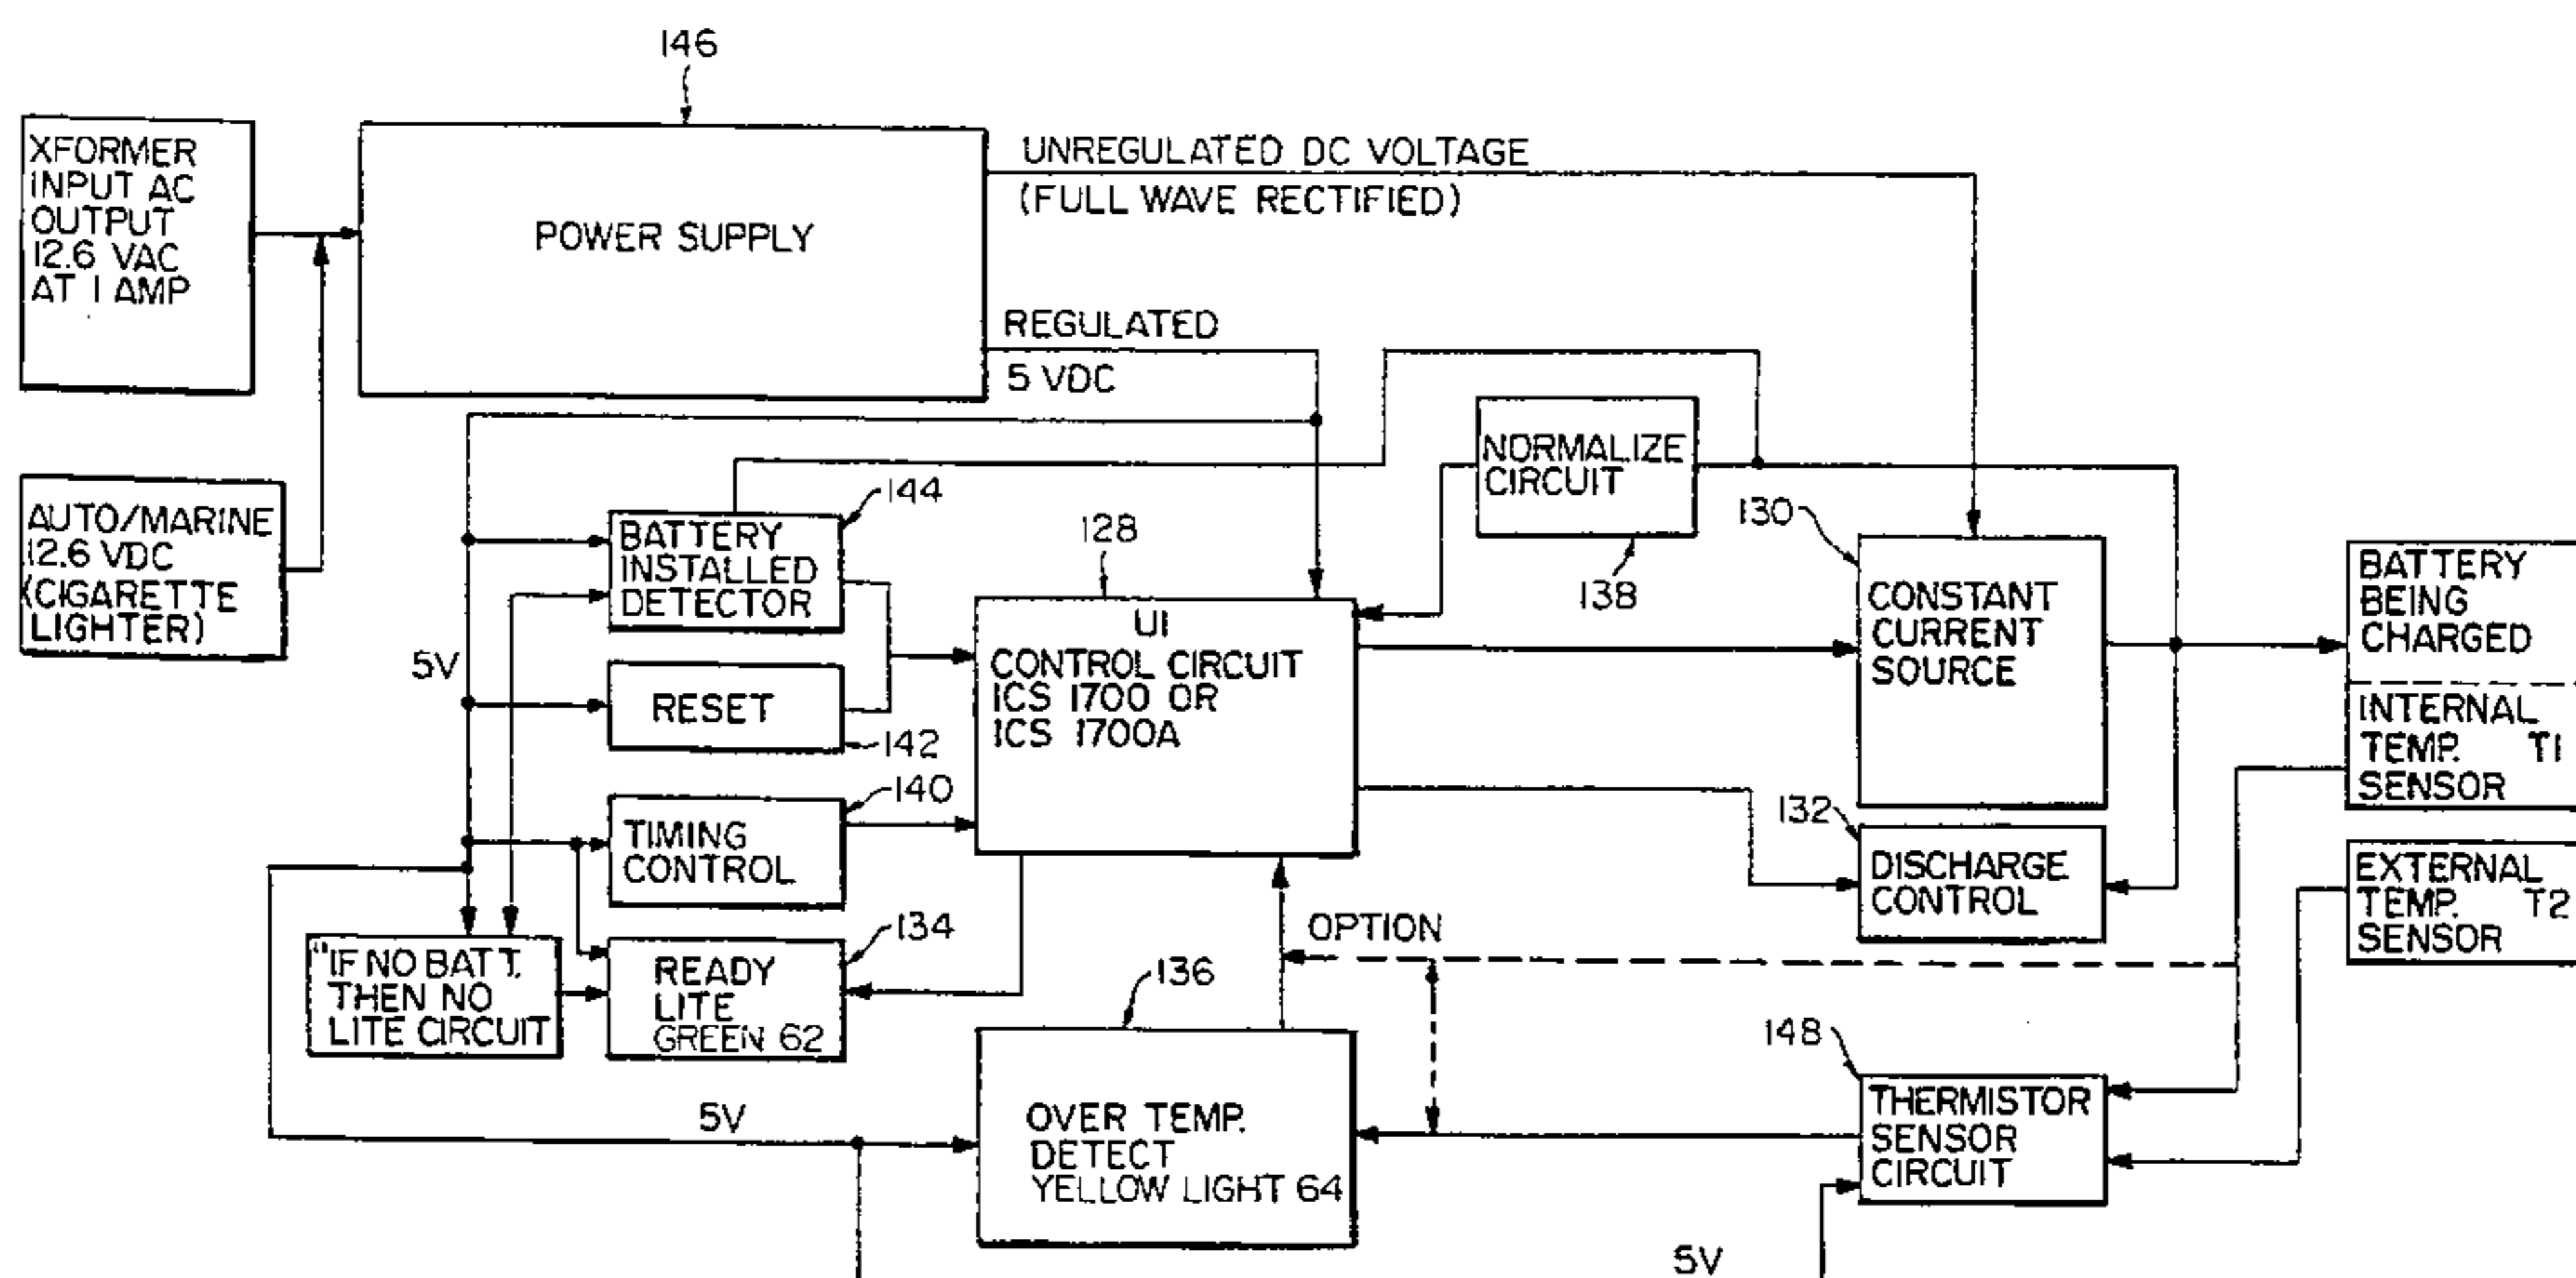 146
XFORMER
INPUT AC
OUTPUT
12.6 VAC
AT 1 AMP
POWER SUPPLY
UNREGULATED DC VOLTAGE
(FULL WAVE RECTIFIED)
REGULATED
5 VDC
AUTO/MARINE
12.6 VDC
(CIGARETTE
LIGHTER)
5V
BATTERY
INSTALLED
DETECTOR
144
RESET
142
TIMING
CONTROL
140
"IF NO BATT.
THEN NO
LITE CIRCUIT
READY
LITE
GREEN 62
134
128
U1
CONTROL CIRCUIT
ICS 1700 OR
ICS 1700A
NORMALIZE
CIRCUIT
138
130
CONSTANT
CURRENT
SOURCE
132
DISCHARGE
CONTROL
BATTERY
BEING
CHARGED
INTERNAL
TEMP. T1
SENSOR
EXTERNAL
TEMP. T2
SENSOR
OPTION
136
OVER TEMP.
DETECT
YELLOW LIGHT 64
5V
148
THERMISTOR
SENSOR
CIRCUIT
5V